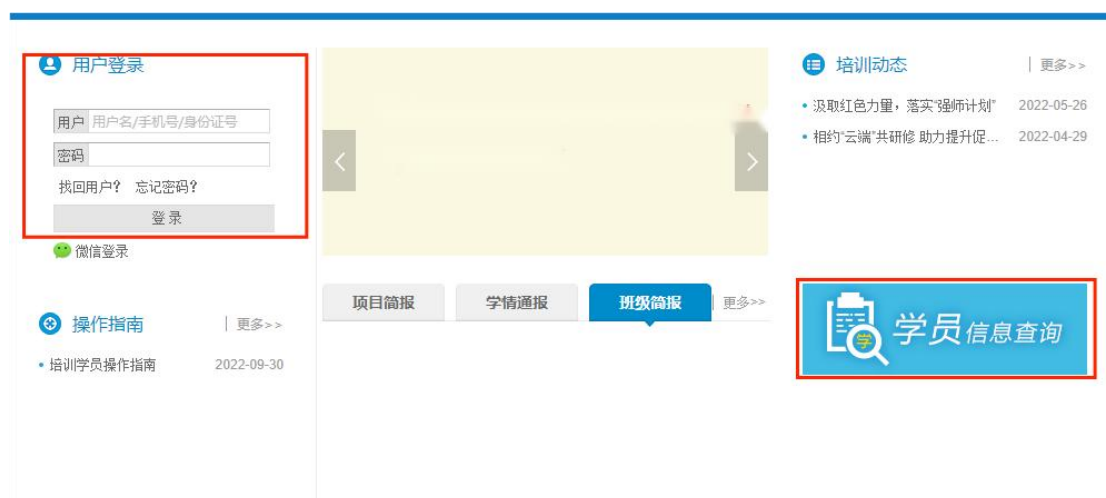 用户登录
用户 用户名/手机号/身份证号
密码
找回用户? 忘记密码?
登录
微信登录
操作指南 | 更多>>
• 培训学员操作指南 2022-09-30
项目简报 学情通报 班级简报 | 更多>>
培训动态 | 更多>>
• 汲取红色力量，落实“强师计划” 2022-05-26
• 相约“云端”共研修 助力提升促... 2022-04-29
学
学员信息查询